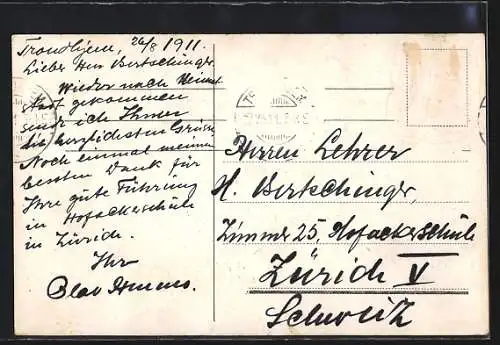 Trondhjem, 26/8 1911.
Lieber Herr Bertschinger.
Wieder nach Heimat
gekommen
sende ich Ihnen
die herzlichsten Grüsse
Noch einmal meinen
besten Dank für
Ihre gute Führung
in Hofackerschule
in Zürich.
Ihr
Olav
Herren Lehrer
H. Bertschinger,
Zimmer 25, Hofackerschule
Zürich V
Schweitz